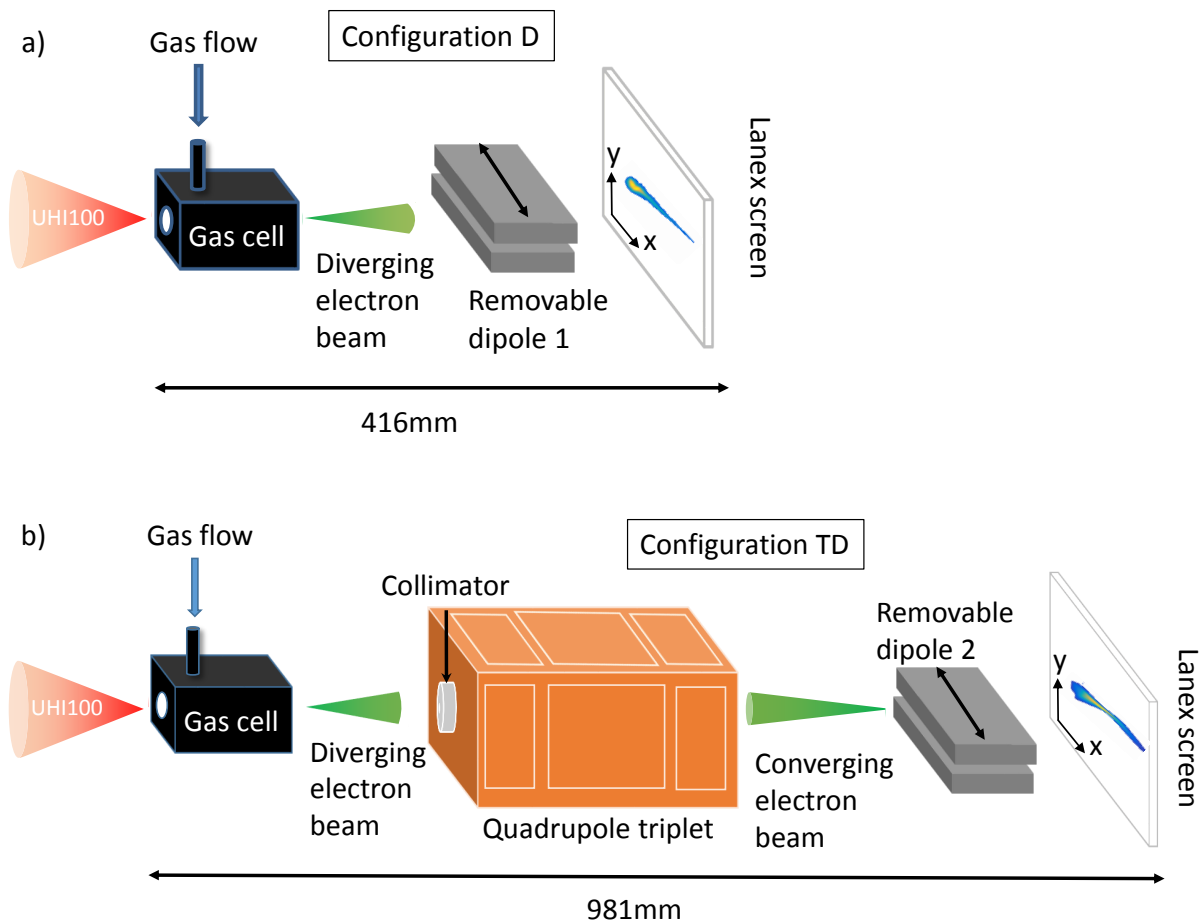 a)
Gas flow
Configuration D
UHI100
Gas cell
Diverging
electron
beam
Removable
dipole 1
y
x
Lanex screen
416mm
b)
Gas flow
Configuration TD
Collimator
UHI100
Gas cell
Diverging
electron
beam
Quadrupole triplet
Converging
electron
beam
Removable
dipole 2
y
x
Lanex screen
981mm